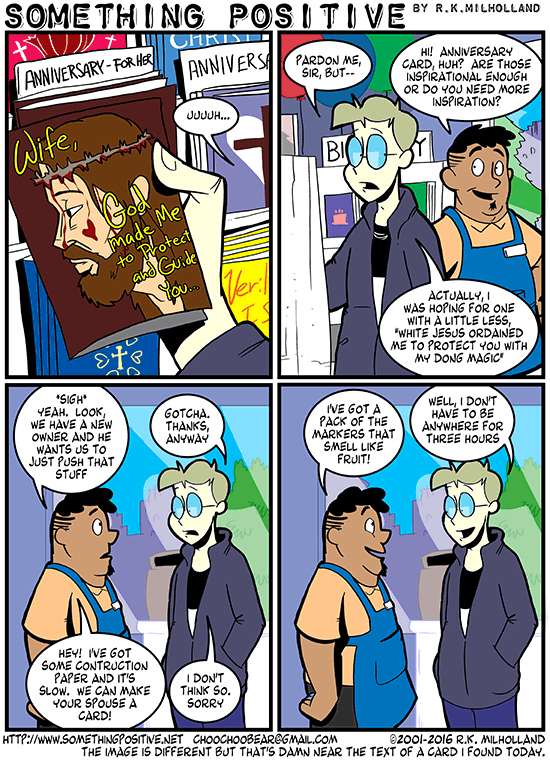 SOMETHING POSITIVE BY R.K.MILHOLLAND
CHRIST
ANNIVERSARY - FOR HER
ANNIVERS
UUUUH...
Wife,
God
made Me
to Protect
and Guide
You...
PARDON ME,
SIR, BUT--
HI! ANNIVERSARY
CARD, HUH? ARE THOSE
INSPIRATIONAL ENOUGH
OR DO YOU NEED MORE
INSPIRATION?
BI
Y
ACTUALLY, I
WAS HOPING FOR ONE
WITH A LITTLE LESS,
"WHITE JESUS ORDAINED
ME TO PROTECT YOU WITH
MY DONG MAGIC"
*SIGH*
YEAH. LOOK,
WE HAVE A NEW
OWNER AND HE
WANTS US TO
JUST PUSH THAT
STUFF
GOTCHA.
THANKS,
ANYWAY
HEY! I'VE GOT
SOME CONTRUCTION
PAPER AND IT'S
SLOW. WE CAN MAKE
YOUR SPOUSE A
CARD!
I DON'T
THINK SO.
SORRY
I'VE GOT A
PACK OF THE
MARKERS THAT
SMELL LIKE
FRUIT!
WELL, I DON'T
HAVE TO BE
ANYWHERE FOR
THREE HOURS
HTTP://WWW.SOMETHINGPOSITIVE.NET CHOOCHOOBEAR@GMAIL.COM ©2001-2016 R.K. MILHOLLAND
THE IMAGE IS DIFFERENT BUT THAT'S DAMN NEAR THE TEXT OF A CARD I FOUND TODAY.